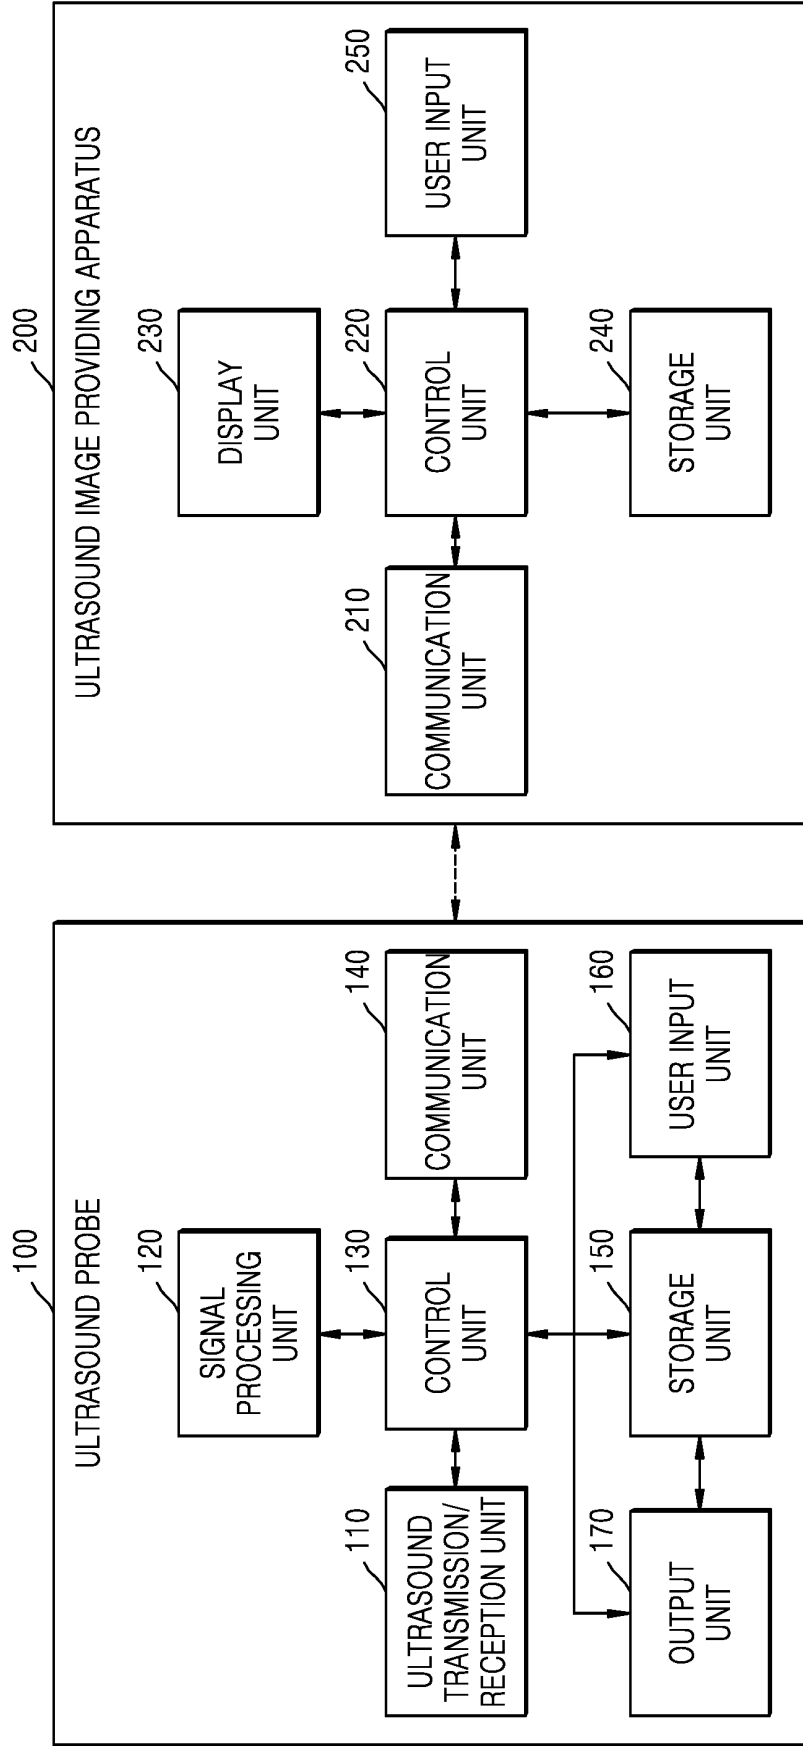 100
ULTRASOUND PROBE
120
SIGNAL
PROCESSING
UNIT
110
ULTRASOUND
TRANSMISSION/
RECEPTION UNIT
130
CONTROL
UNIT
140
COMMUNICATION
UNIT
170
OUTPUT
UNIT
150
STORAGE
UNIT
160
USER INPUT
UNIT
200
ULTRASOUND IMAGE PROVIDING APPARATUS
230
DISPLAY
UNIT
210
COMMUNICATION
UNIT
220
CONTROL
UNIT
250
USER INPUT
UNIT
240
STORAGE
UNIT